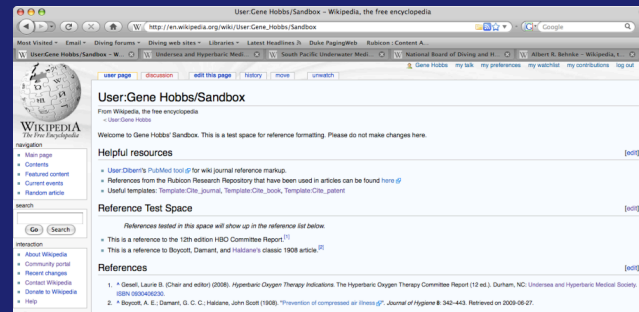 User:Gene Hobbs/Sandbox – Wikipedia, the free encyclopedia
http://en.wikipedia.org/wiki/User:Gene_Hobbs/Sandbox
Google
Most Visited Email Diving forums Diving web sites Libraries Latest Headlines Duke PagingWeb Rubicon : Content A...
User:Gene Hobbs/Sandbox – W... Undersea and Hyperbaric Medi... South Pacific Underwater Medi... National Board of Diving and H... Albert R. Behnke – Wikipedia, t...
Gene Hobbs my talk my preferences my watchlist my contributions log out
user page discussion edit this page history move unwatch
User:Gene Hobbs/Sandbox
From Wikipedia, the free encyclopedia
< User:Gene Hobbs
Welcome to Gene Hobbs' Sandbox. This is a test space for reference formatting. Please do not make changes here.
Helpful resources [edit]
User:Diberri's PubMed tool for wiki journal reference markup.
References from the Rubicon Research Repository that have been used in articles can be found here
Useful templates: Template:Cite_journal, Template:Cite_book, Template:Cite_patent
Reference Test Space [edit]
References tested in this space will show up in the reference list below.
This is a reference to the 12th edition HBO Committee Report.[1]
This is a reference to Boycott, Damant, and Haldane's classic 1908 article.[2]
References [edit]
1. ^ Gesell, Laurie B. (Chair and editor) (2008). Hyperbaric Oxygen Therapy Indications. The Hyperbaric Oxygen Therapy Committee Report (12 ed.). Durham, NC: Undersea and Hyperbaric Medical Society.
ISBN 0930406230.
2. ^ Boycott, A. E.; Damant, G. C. C.; Haldane, John Scott (1908). "Prevention of compressed air illness". Journal of Hygiene 8: 342–443. Retrieved on 2009-06-27.
WIKIPEDIA
The Free Encyclopedia
navigation
Main page
Contents
Featured content
Current events
Random article
search
Go Search
interaction
About Wikipedia
Community portal
Recent changes
Contact Wikipedia
Donate to Wikipedia
Help